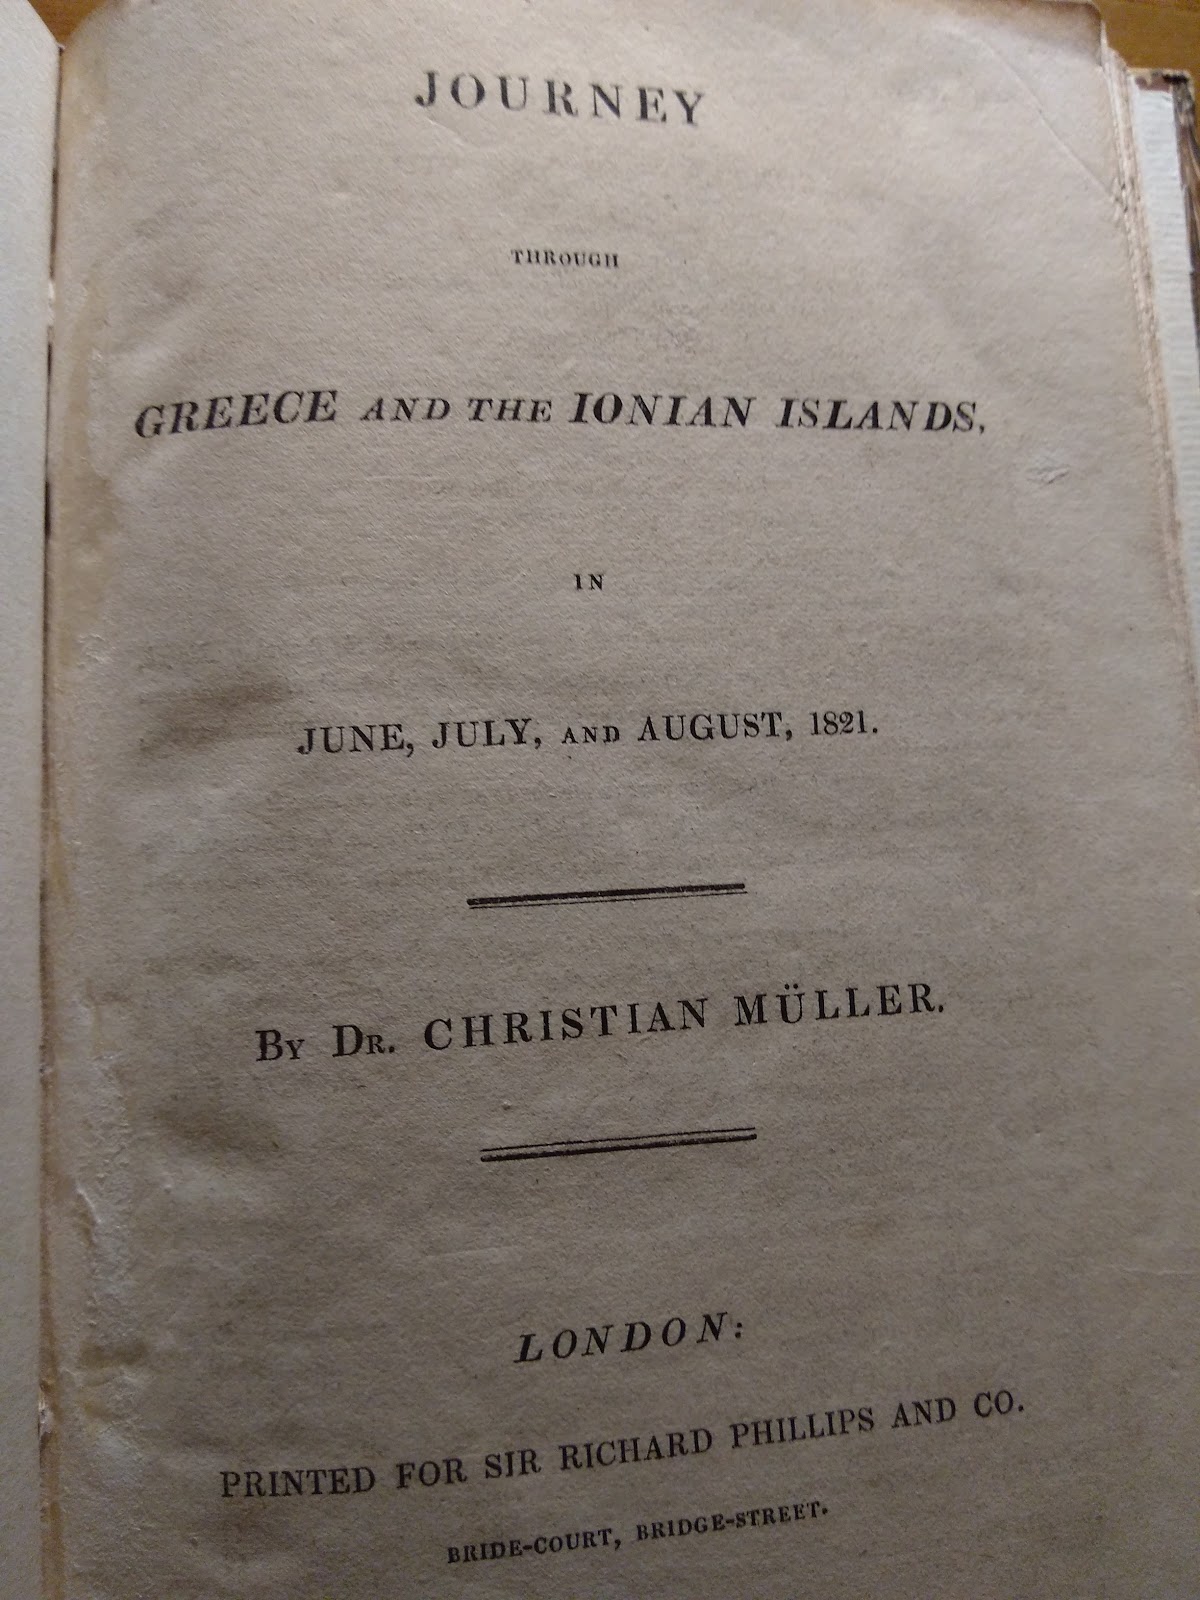 JOURNEY
THROUGH
GREECE AND THE IONIAN ISLANDS,
IN
JUNE, JULY, AND AUGUST, 1821.
BY DR. CHRISTIAN MÜLLER.
LONDON:
PRINTED FOR SIR RICHARD PHILLIPS AND CO.
BRIDE-COURT, BRIDGE-STREET.